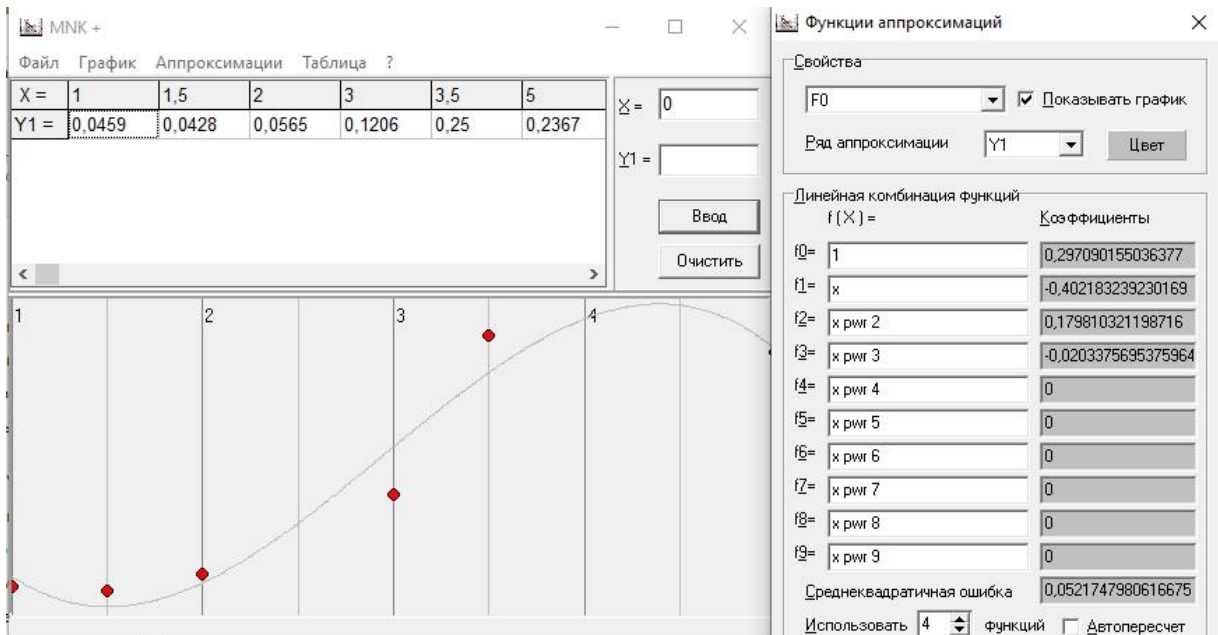 MNK +
Файл График Аппроксимации Таблица ?
X = 1 1,5 2 3 3,5 5
Y1 = 0,0459 0,0428 0,0565 0,1206 0,25 0,2367
X = 0
Y1 =
Ввод
Очистить
1 2 3 4
Функции аппроксимаций
Свойства
F0 Показывать график
Ряд аппроксимации Y1 Цвет
Линейная комбинация функций
f ( X ) = Коэффициенты
f0= 1 0,297090155036377
f1= x -0,402183239230169
f2= x pwr 2 0,179810321198716
f3= x pwr 3 -0,0203375695375964
f4= x pwr 4 0
f5= x pwr 5 0
f6= x pwr 6 0
f7= x pwr 7 0
f8= x pwr 8 0
f9= x pwr 9 0
Среднеквадратичная ошибка 0,0521747980616675
Использовать 4 функций Автопересчет